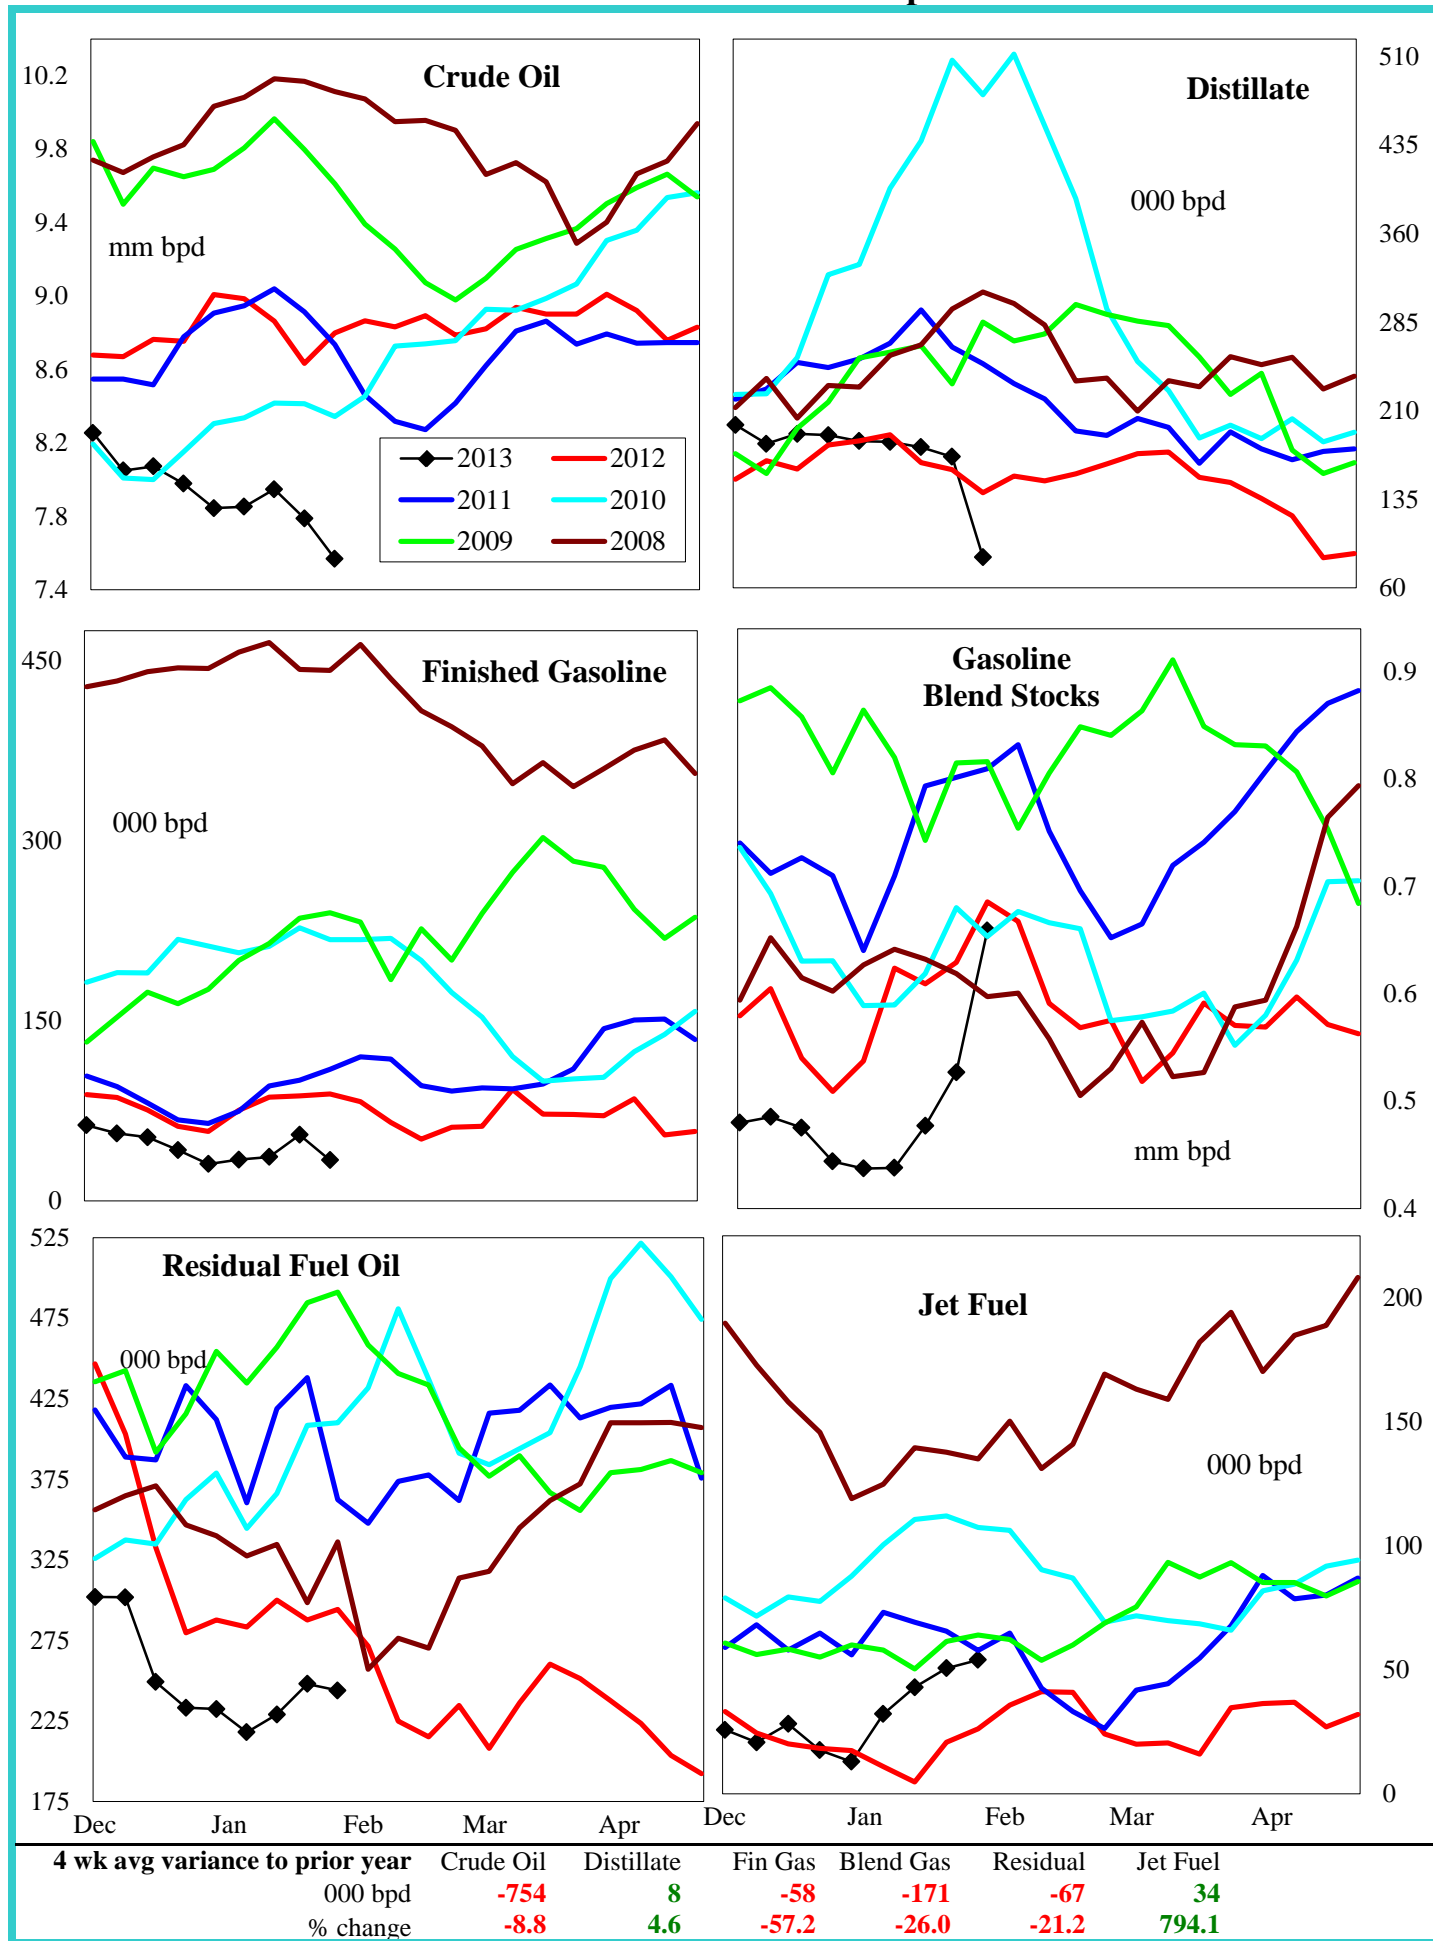 Crude Oil
mm bpd
10.2
9.8
9.4
9.0
8.6
8.2
7.8
7.4
2013 2012
2011 2010
2009 2008
Distillate
000 bpd
510
435
360
285
210
135
60
Finished Gasoline
000 bpd
450
300
150
0
Gasoline
Blend Stocks
mm bpd
0.9
0.8
0.7
0.6
0.5
0.4
Residual Fuel Oil
000 bpd
525
475
425
375
325
275
225
175
Dec Jan Feb Mar Apr
Jet Fuel
000 bpd
200
150
100
50
0
Dec Jan Feb Mar Apr
4 wk avg variance to prior year Crude Oil Distillate Fin Gas Blend Gas Residual Jet Fuel
000 bpd -754 8 -58 -171 -67 34
% change -8.8 4.6 -57.2 -26.0 -21.2 794.1